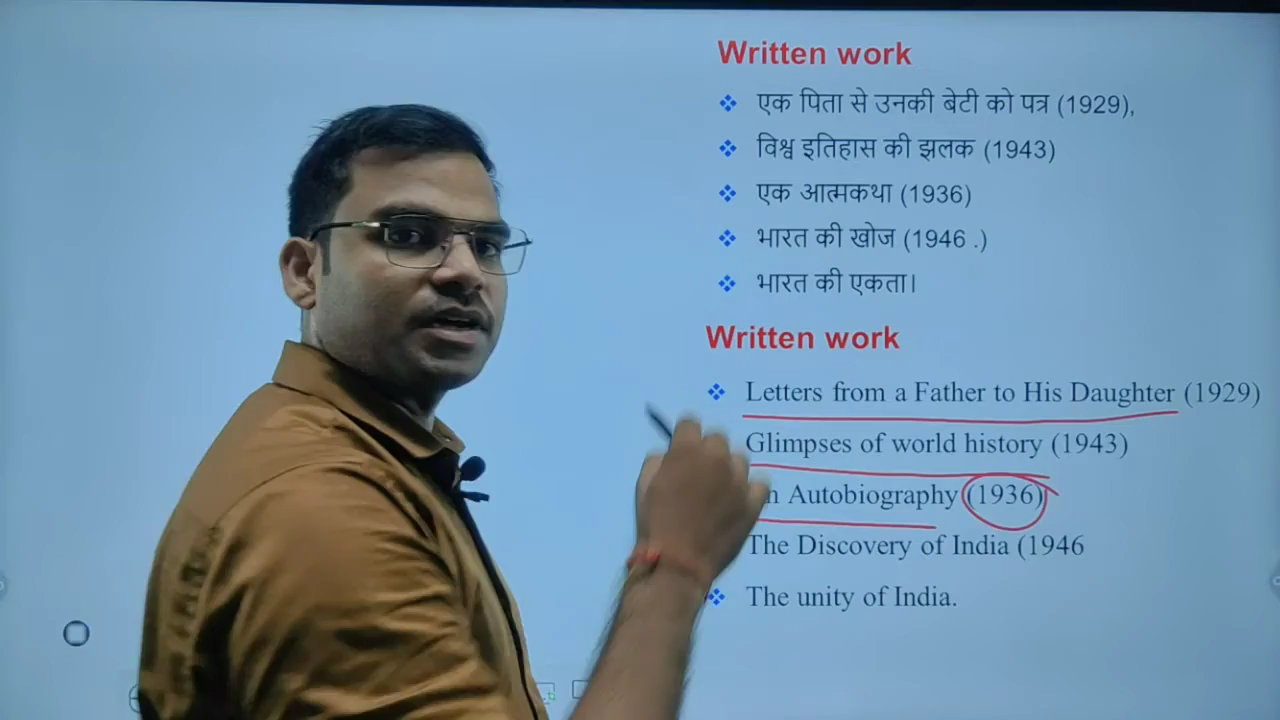 Written work
एक पिता से उनकी बेटी को पत्र (1929),
विश्व इतिहास की झलक (1943)
एक आत्मकथा (1936)
भारत की खोज (1946 .)
भारत की एकता।
Written work
Letters from a Father to His Daughter (1929)
Glimpses of world history (1943)
n Autobiography (1936)
The Discovery of India (1946
The unity of India.